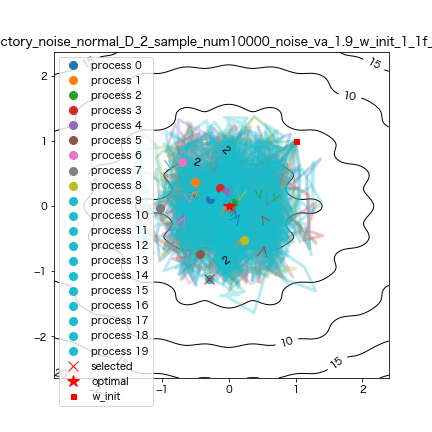 ctory_noise_normal_D_2_sample_num10000_noise_va_1.9_w_init_1_1f_
process 0
process 1
process 2
process 3
process 4
process 5
process 6
process 7
process 8
process 9
process 10
process 11
process 12
process 13
process 14
process 15
process 16
process 17
process 18
process 19
selected
optimal
w_init
15
10
2
2
2
10
15
2
1
0
−1
−2
−1
0
1
2